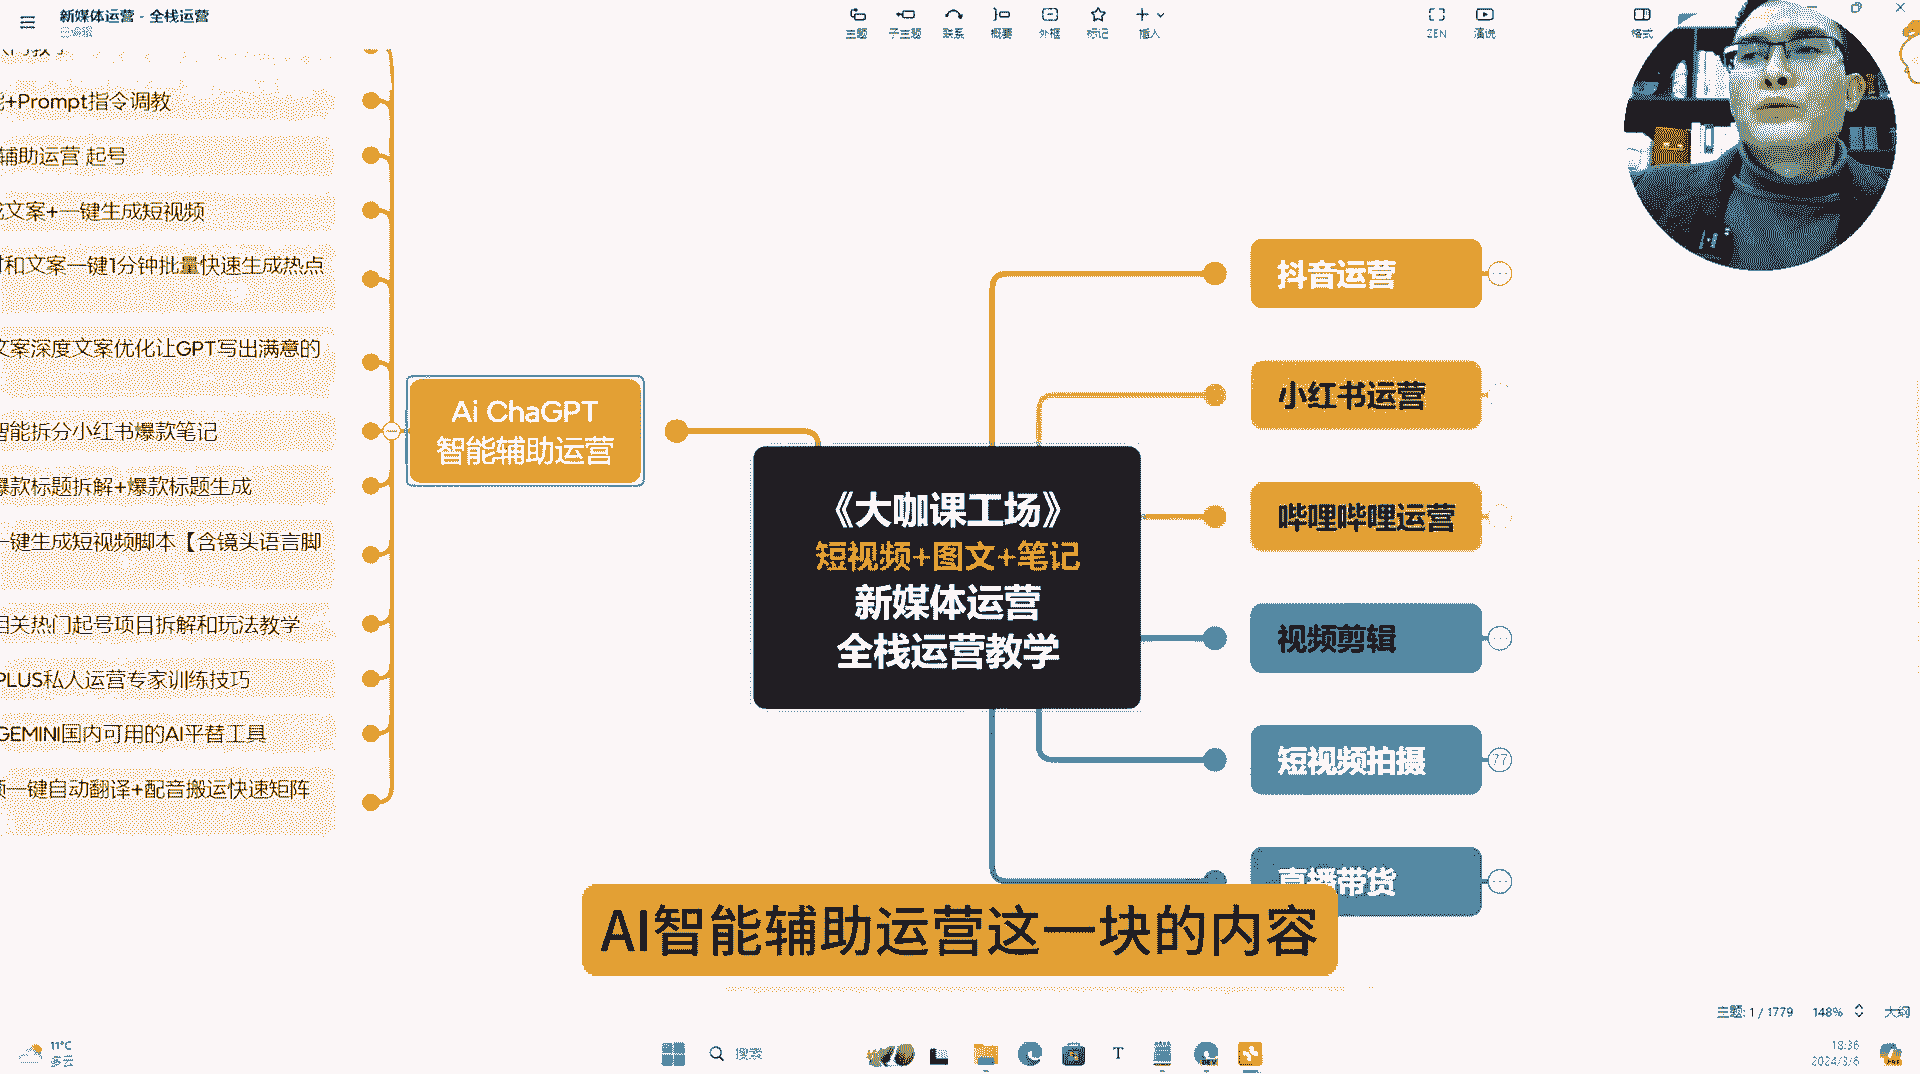 新媒体运营 - 全栈运营
已编辑
主题
子主题
联系
概要
外框
标记
插入
ZEN
演说
格式
+Prompt指令调教
辅助运营 起号
文案+一键生成短视频
和文案一键1分钟批量快速生成热点
文案深度文案优化让GPT写出满意的
智能拆分小红书爆款笔记
爆款标题拆解+爆款标题生成
一键生成短视频脚本【含镜头语言脚
相关热门起号项目拆解和玩法教学
PLUS私人运营专家训练技巧
GEMINI国内可用的AI平替工具
一键自动翻译+配音搬运快速矩阵
Ai ChaGPT
智能辅助运营
《大咖课工场》
短视频+图文+笔记
新媒体运营
全栈运营教学
抖音运营
小红书运营
哔哩哔哩运营
视频剪辑
短视频拍摄
77
直播带货
AI智能辅助运营这一块的内容
主题: 1 / 1779
148%
大纲
11°C
多云
搜索
18:36
2024/3/6